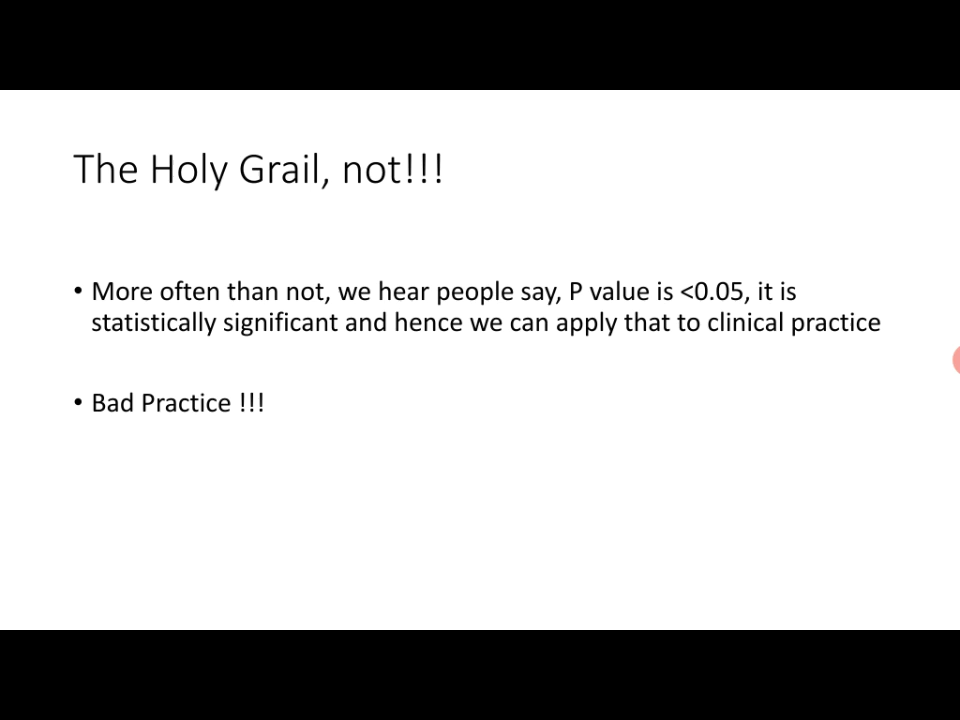 The Holy Grail, not!!!
• More often than not, we hear people say, P value is <0.05, it is
statistically significant and hence we can apply that to clinical practice
• Bad Practice !!!